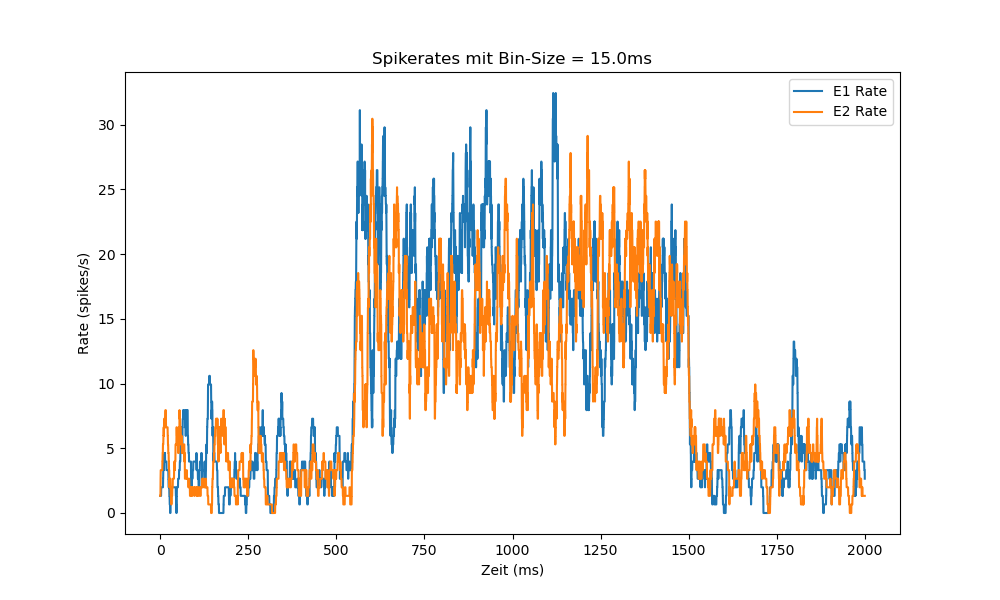 Spikerates mit Bin-Size = 15.0ms
E1 Rate
E2 Rate
30
25
20
15
10
5
0
Rate (spikes/s)
0 250 500 750 1000 1250 1500 1750 2000
Zeit (ms)